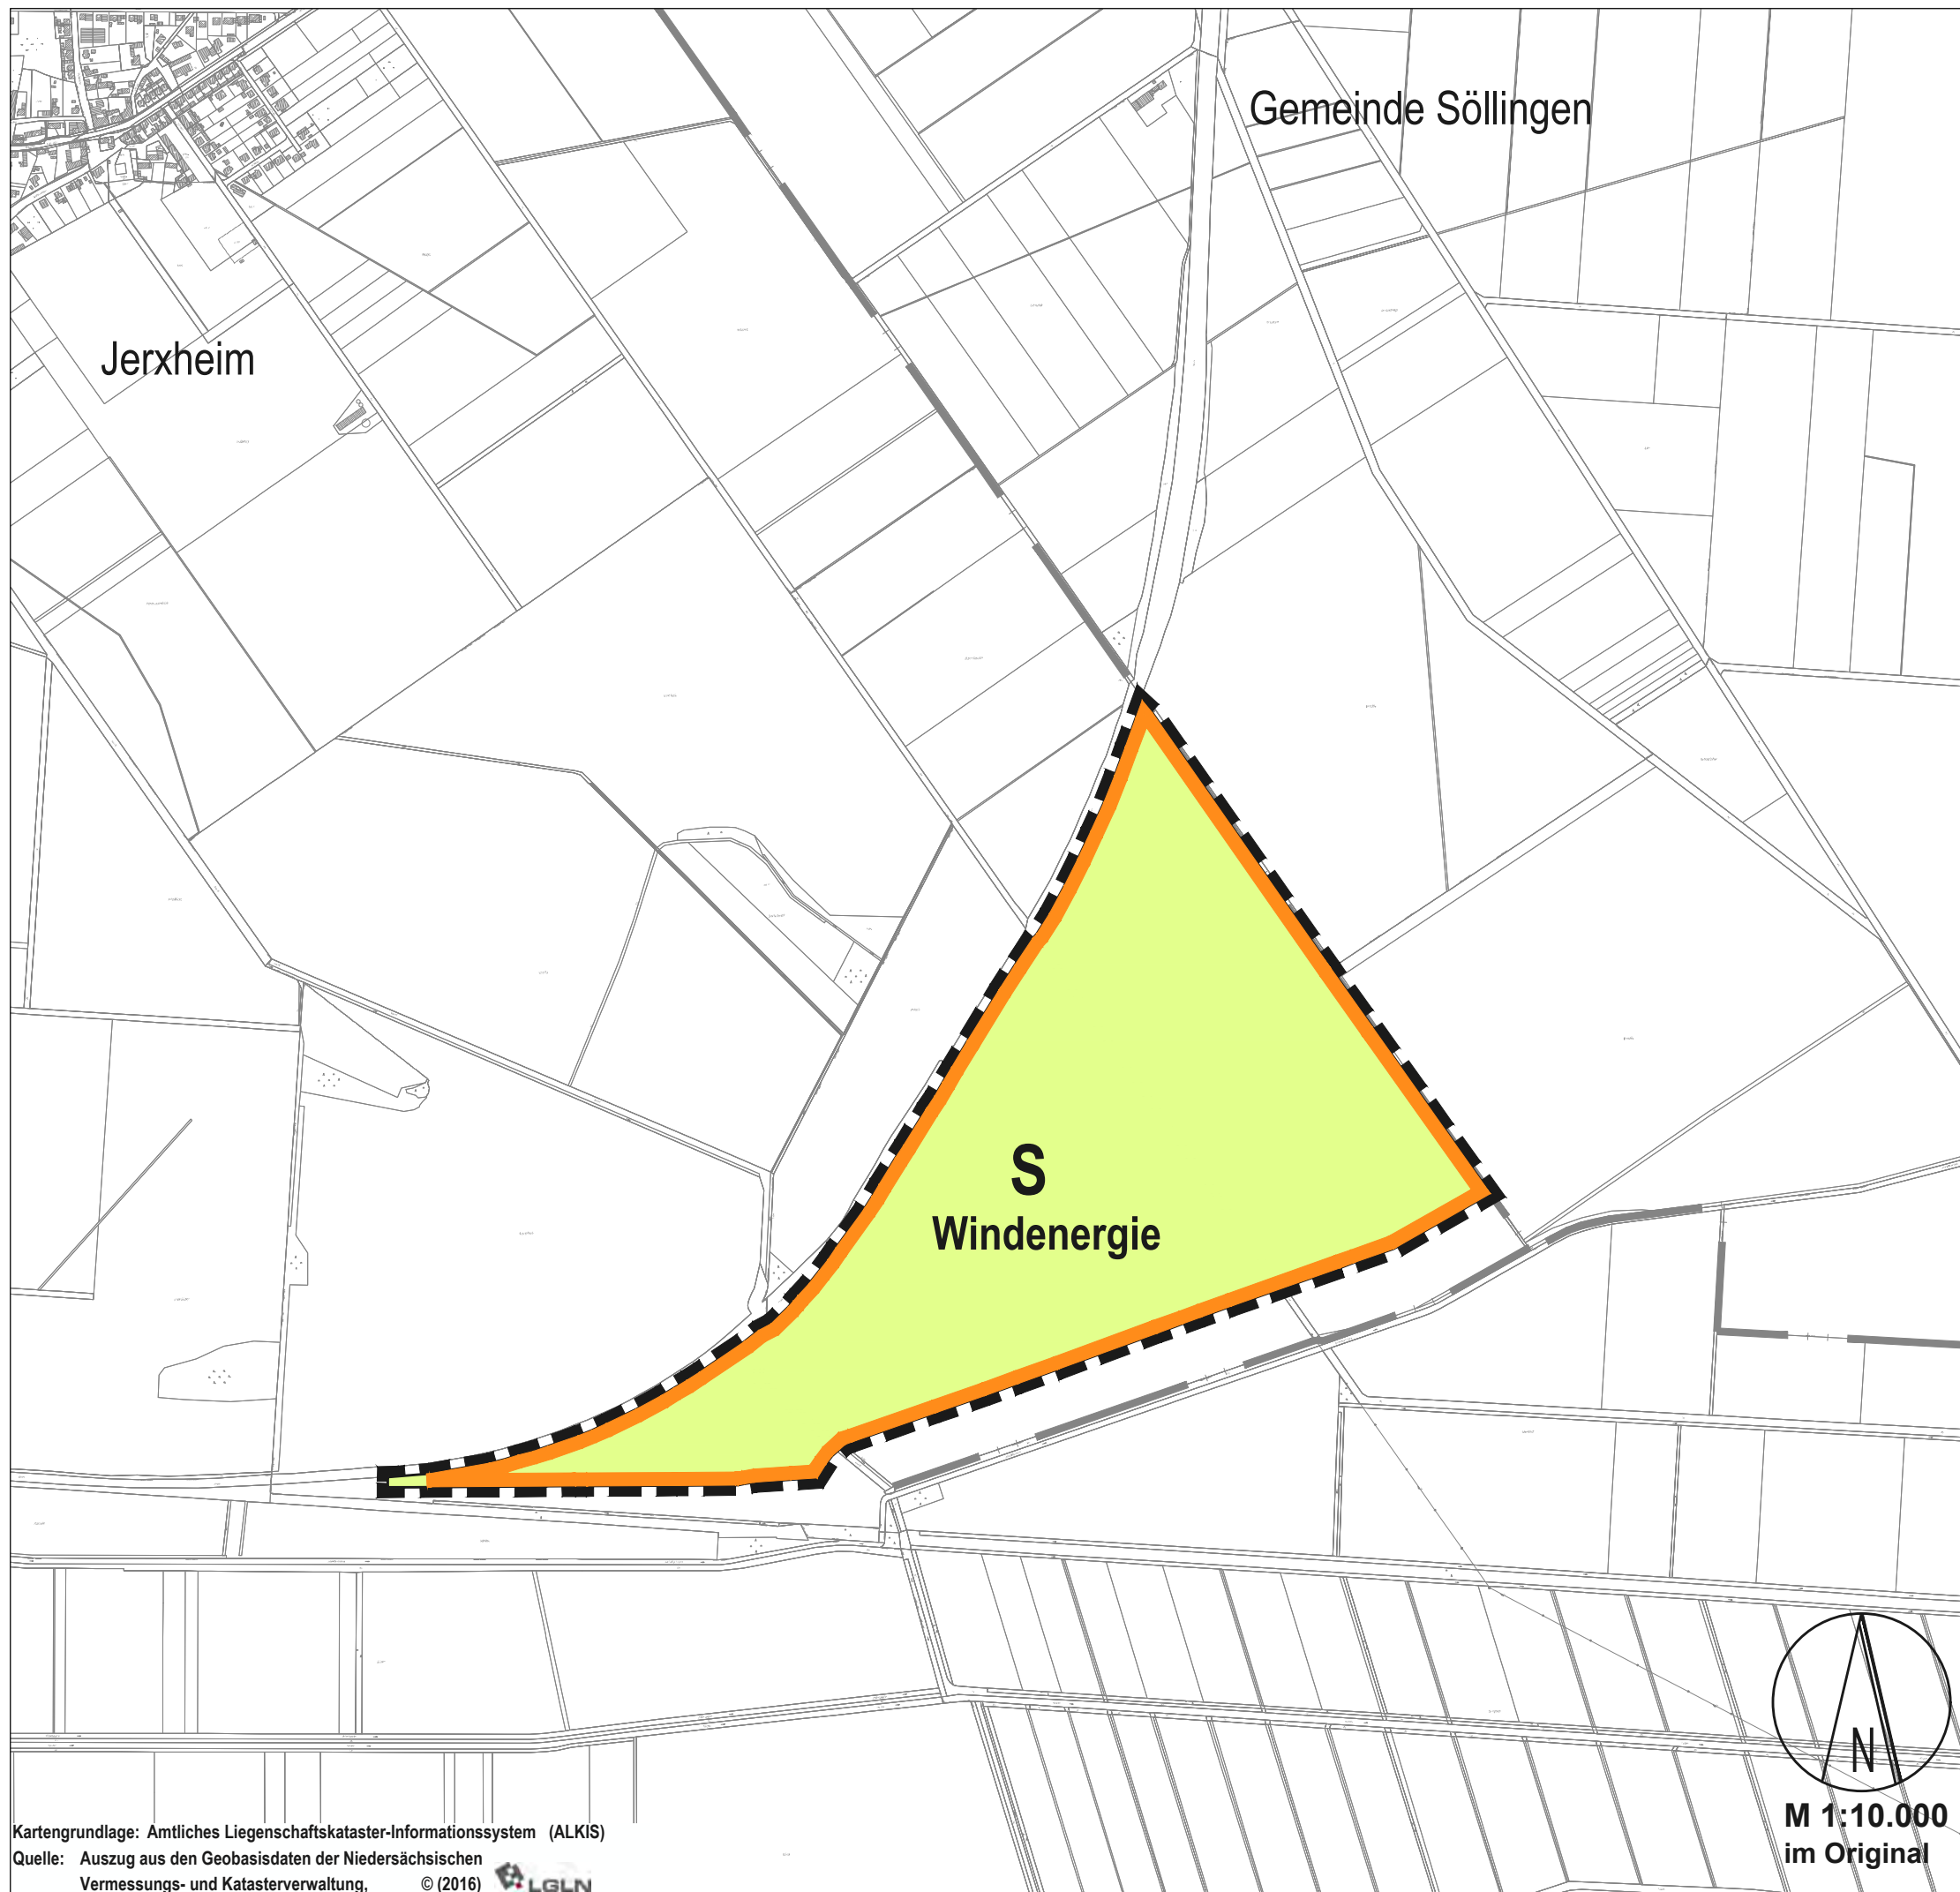 Gemeinde Söllingen
Jerxheim
S
Windenergie
N
M 1:10.000
im Original
Kartengrundlage: Amtliches Liegenschaftskataster-Informationssystem (ALKIS)
Quelle: Auszug aus den Geobasisdaten der Niedersächsischen
Vermessungs- und Katasterverwaltung, © (2016) LGLN